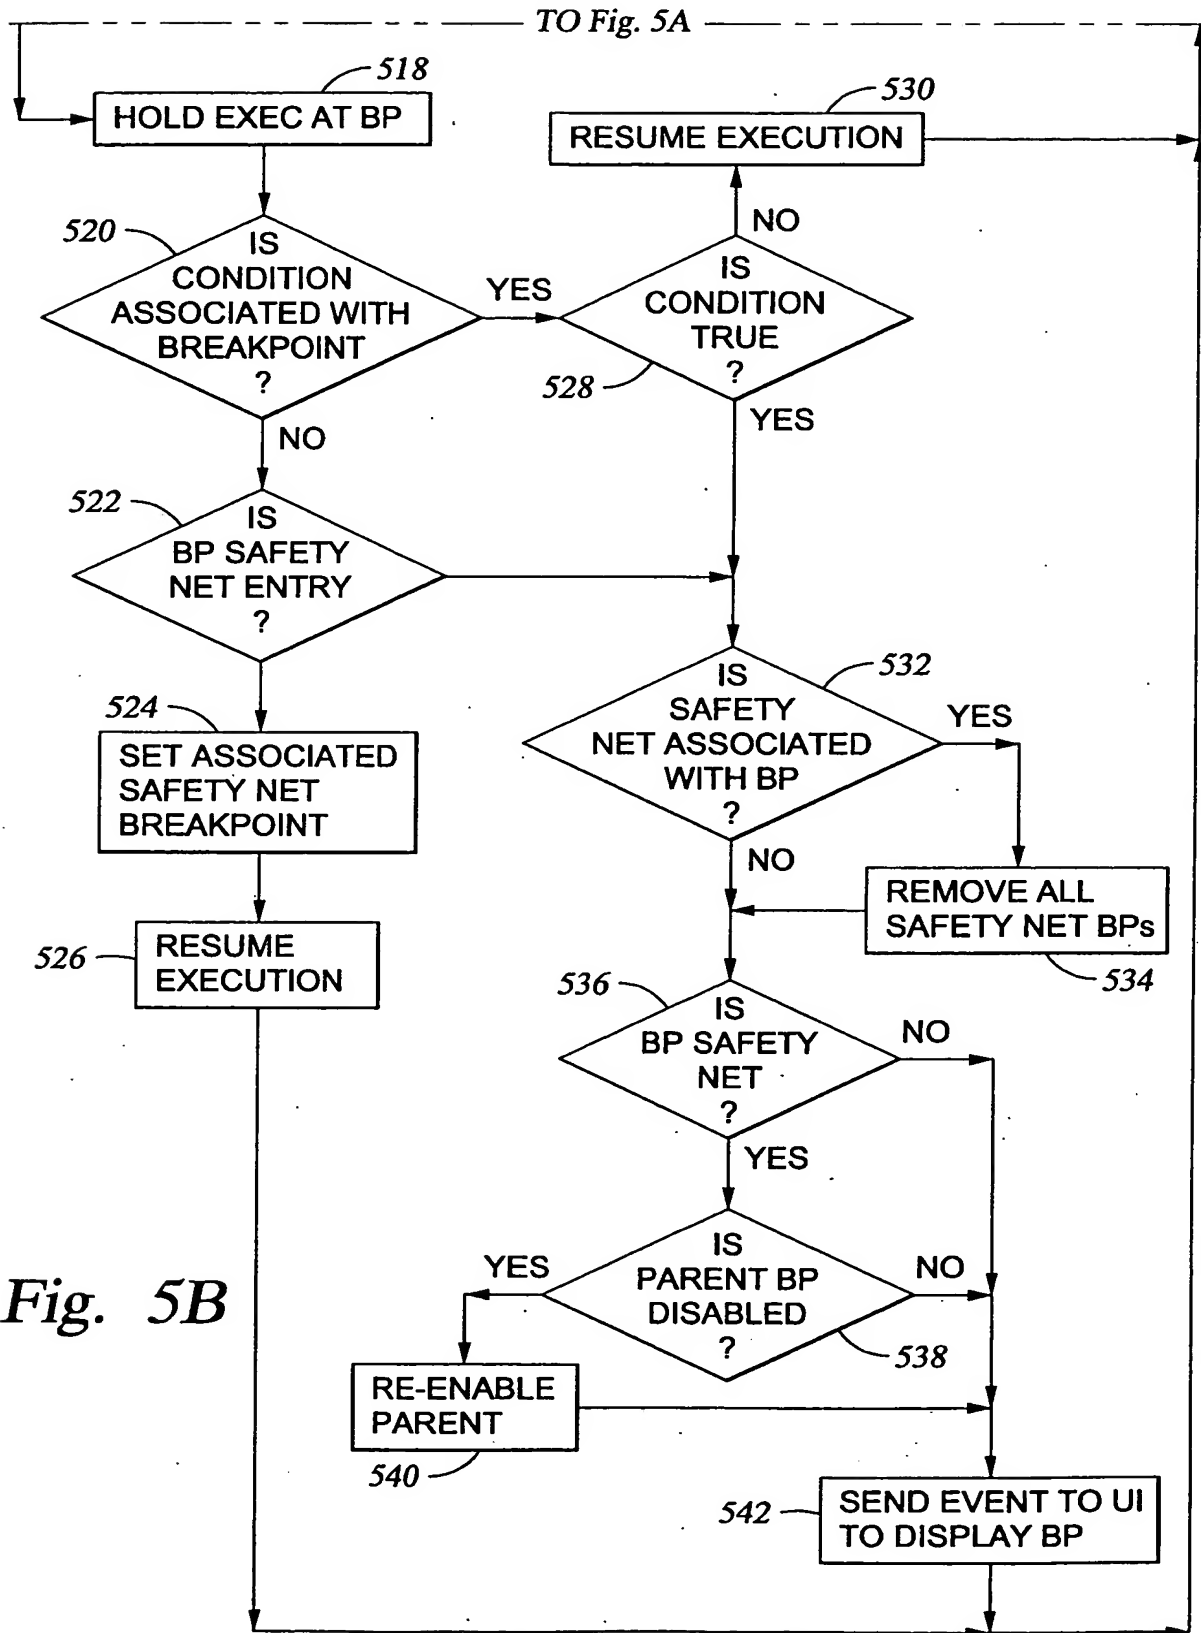 TO Fig. 5A
518
HOLD EXEC AT BP
530
RESUME EXECUTION
NO
520
IS
CONDITION
ASSOCIATED WITH
BREAKPOINT
?
YES
IS
CONDITION
TRUE
?
528
YES
NO
522
IS
BP SAFETY
NET ENTRY
?
532
IS
SAFETY
NET ASSOCIATED
WITH BP
?
YES
524
SET ASSOCIATED
SAFETY NET
BREAKPOINT
NO
REMOVE ALL
SAFETY NET BPs
534
526
RESUME
EXECUTION
536
IS
BP SAFETY
NET
?
NO
YES
IS
PARENT BP
DISABLED
?
YES
NO
538
Fig. 5B
RE-ENABLE
PARENT
540
542
SEND EVENT TO UI
TO DISPLAY BP